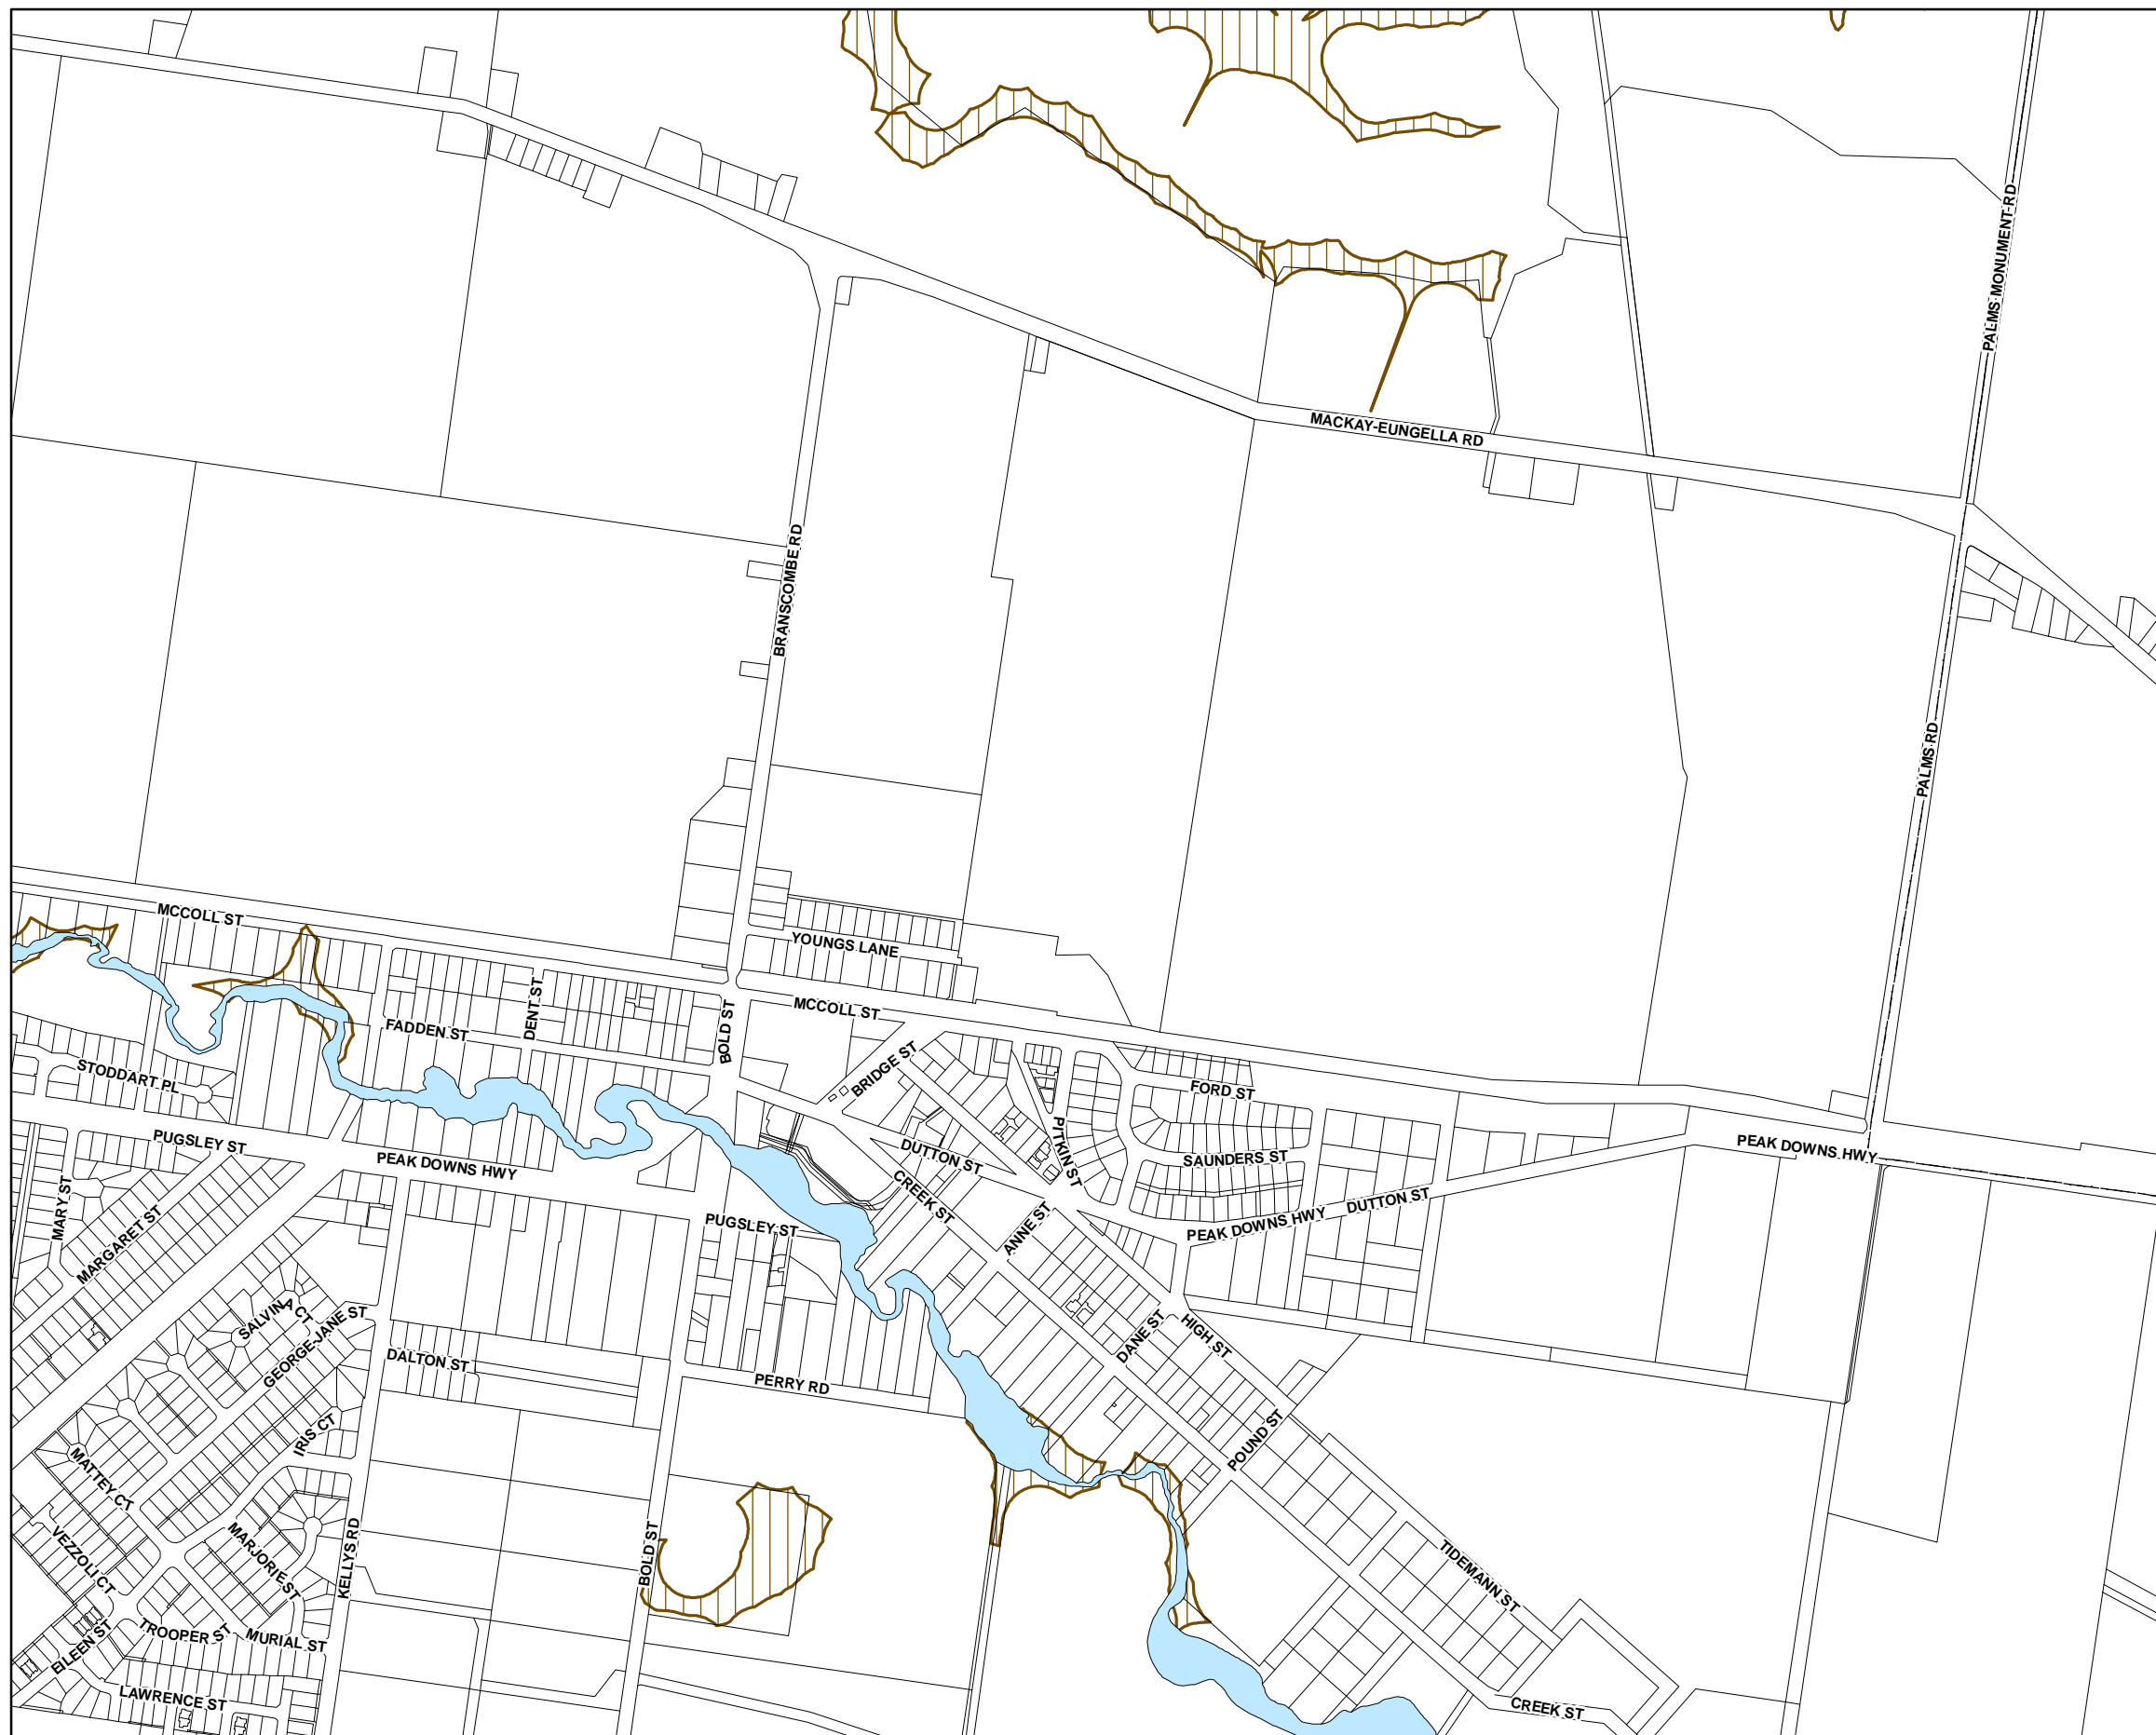 PALMS MONUMENT RD
MACKAY-EUNGELLA RD
BRANSCOMBE RD
PALMS RD
MCCOLL ST
YOUNGS LANE
MCCOLL ST
DENT ST
FADDEN ST
BOLD ST
BRIDGE ST
STODDART PL
FORD ST
PUGSLEY ST
PEAK DOWNS HWY
DUTTON ST
PITKIN ST
SAUNDERS ST
PEAK DOWNS HWY
MARY ST
MARGARET ST
CREEK ST
PUGSLEY ST
ANNE ST
PEAK DOWNS HWY
DUTTON ST
SALVINA CT
GEORGE-JANE ST
DALTON ST
PERRY RD
DANE ST
HIGH ST
IRIS CT
MATTEY CT
POUND ST
VEZZOLI CT
MARJORIE ST
KELLYS RD
BOLD ST
TIDEMANN ST
EILEEN ST
TROOPER ST
MURIAL ST
LAWRENCE ST
CREEK ST